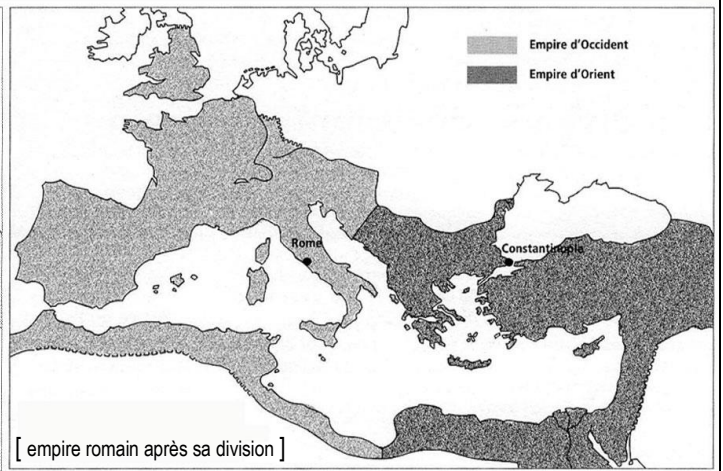 Empire d'Occident
Empire d'Orient
Rome
Constantinople
[ empire romain après sa division ]